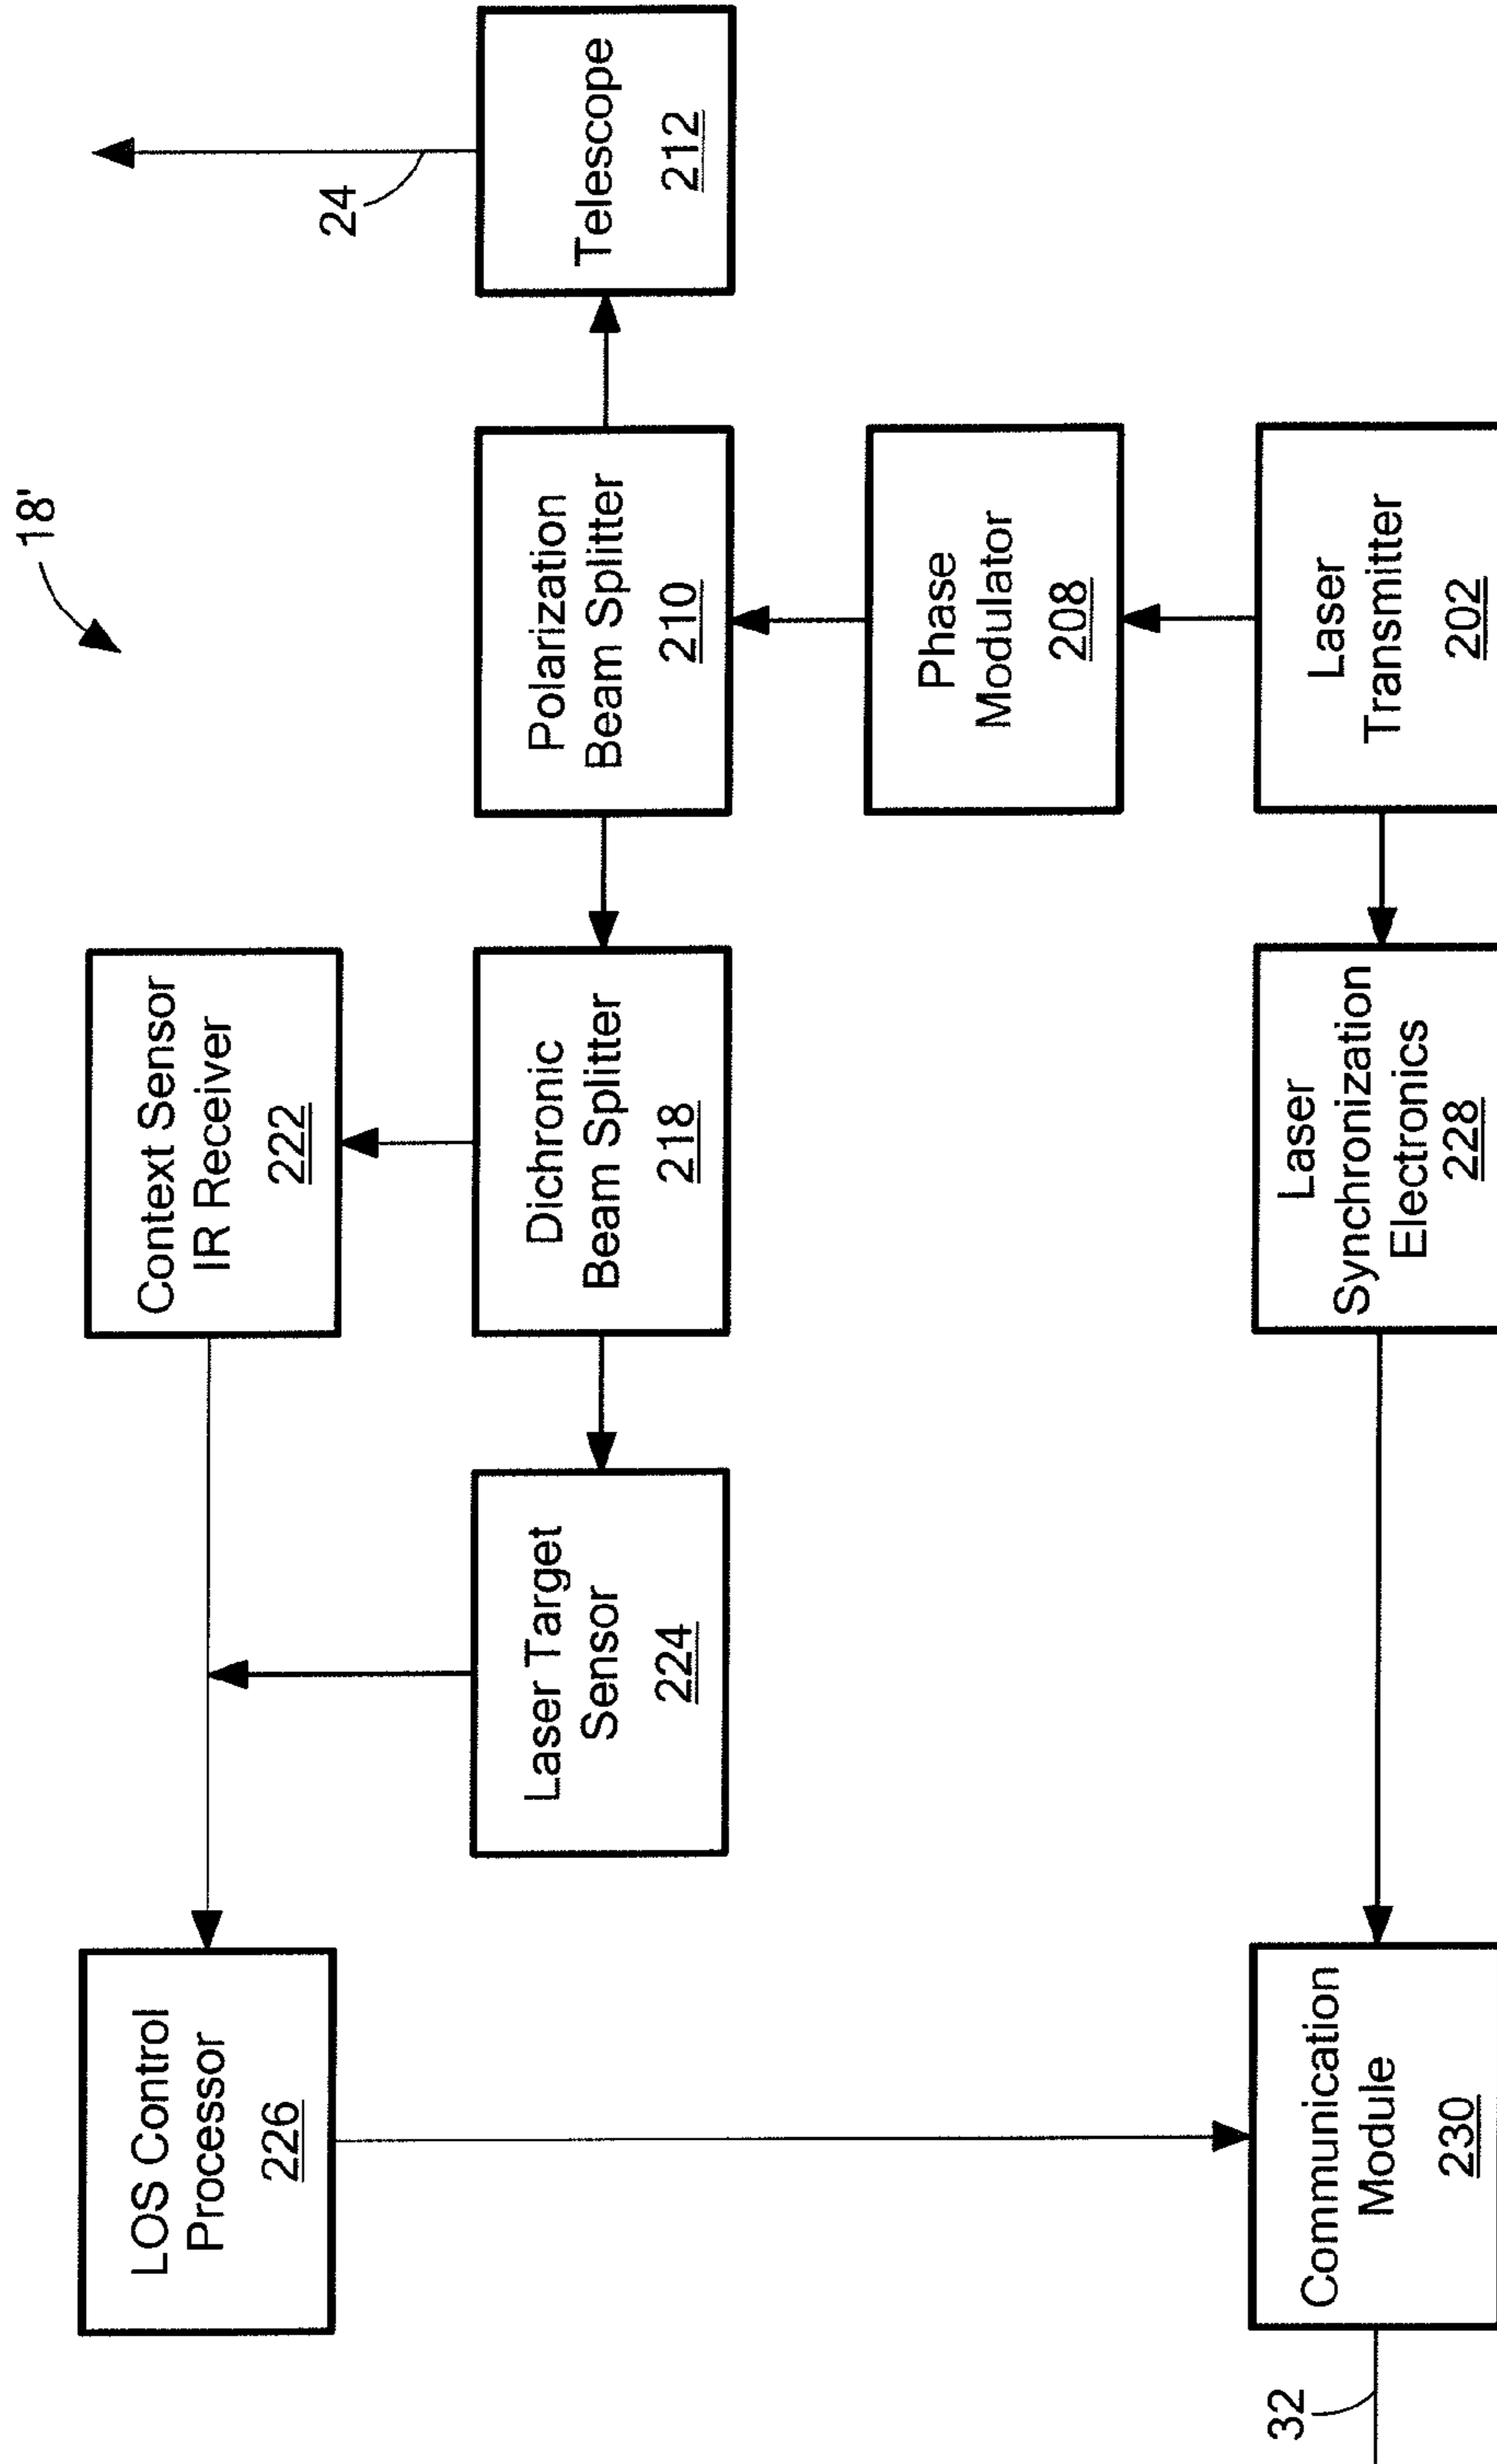 18'
24
32
LOS Control
Processor
226
Context Sensor
IR Receiver
222
Laser Target
Sensor
224
Dichronic
Beam Splitter
218
Polarization
Beam Splitter
210
Telescope
212
Phase
Modulator
208
Communication
Module
230
Laser
Synchronization
Electronics
228
Laser
Transmitter
202